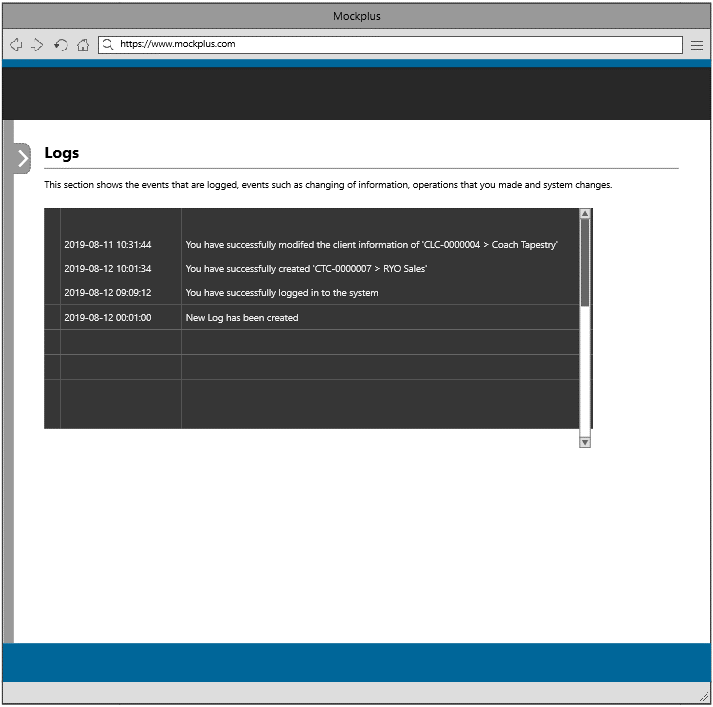 Mockplus
https://www.mockplus.com
Logs
This section shows the events that are logged, events such as changing of information, operations that you made and system changes.
2019-08-11 10:31:44 You have successfully modifed the client information of 'CLC-0000004 > Coach Tapestry'
2019-08-12 10:01:34 You have successfully created 'CTC-0000007 > RYO Sales'
2019-08-12 09:09:12 You have successfully logged in to the system
2019-08-12 00:01:00 New Log has been created